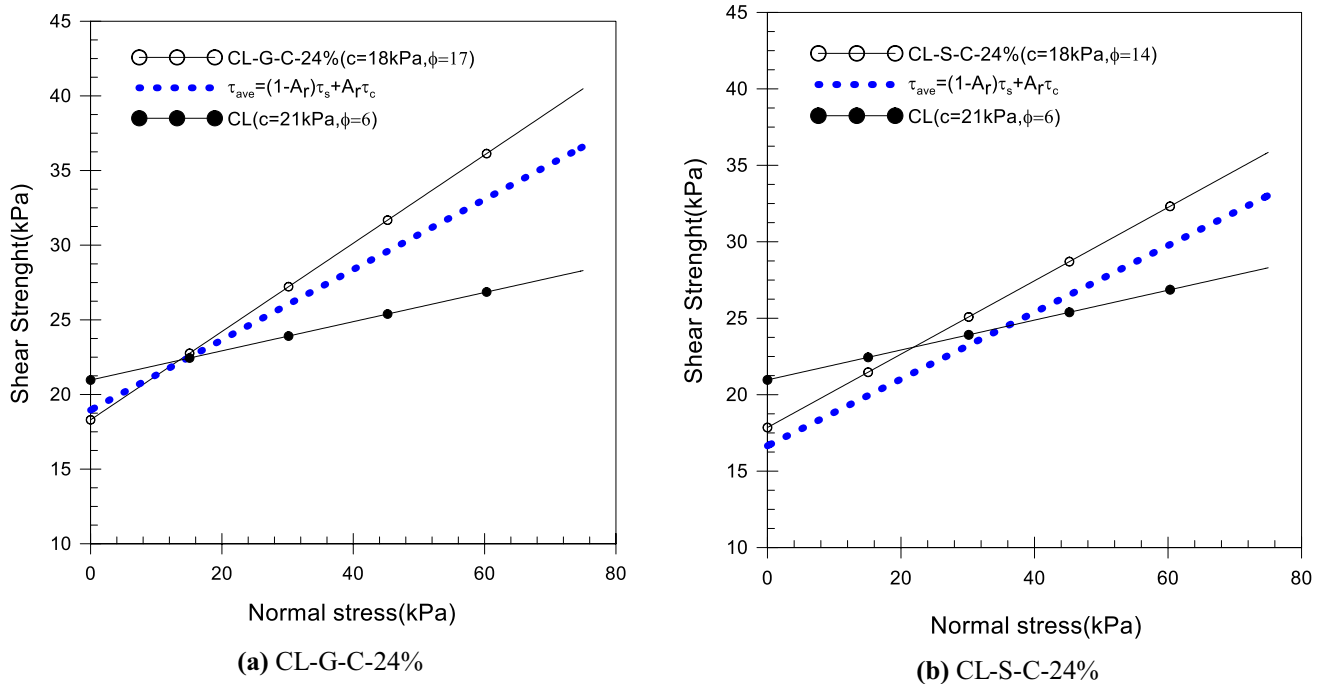 45
40
35
30
25
20
15
10
0
20
40
60
80
Shear Strenght(kPa)
Normal stress(kPa)
CL-G-C-24%(c=18kPa,ϕ=17)
τave=(1-Ar)τs+Arτc
CL(c=21kPa,ϕ=6)
(a) CL-G-C-24%
45
40
35
30
25
20
15
10
0
20
40
60
80
Shear Strenght(kPa)
Normal stress(kPa)
CL-S-C-24%(c=18kPa,ϕ=14)
τave=(1-Ar)τs+Arτc
CL(c=21kPa,ϕ=6)
(b) CL-S-C-24%